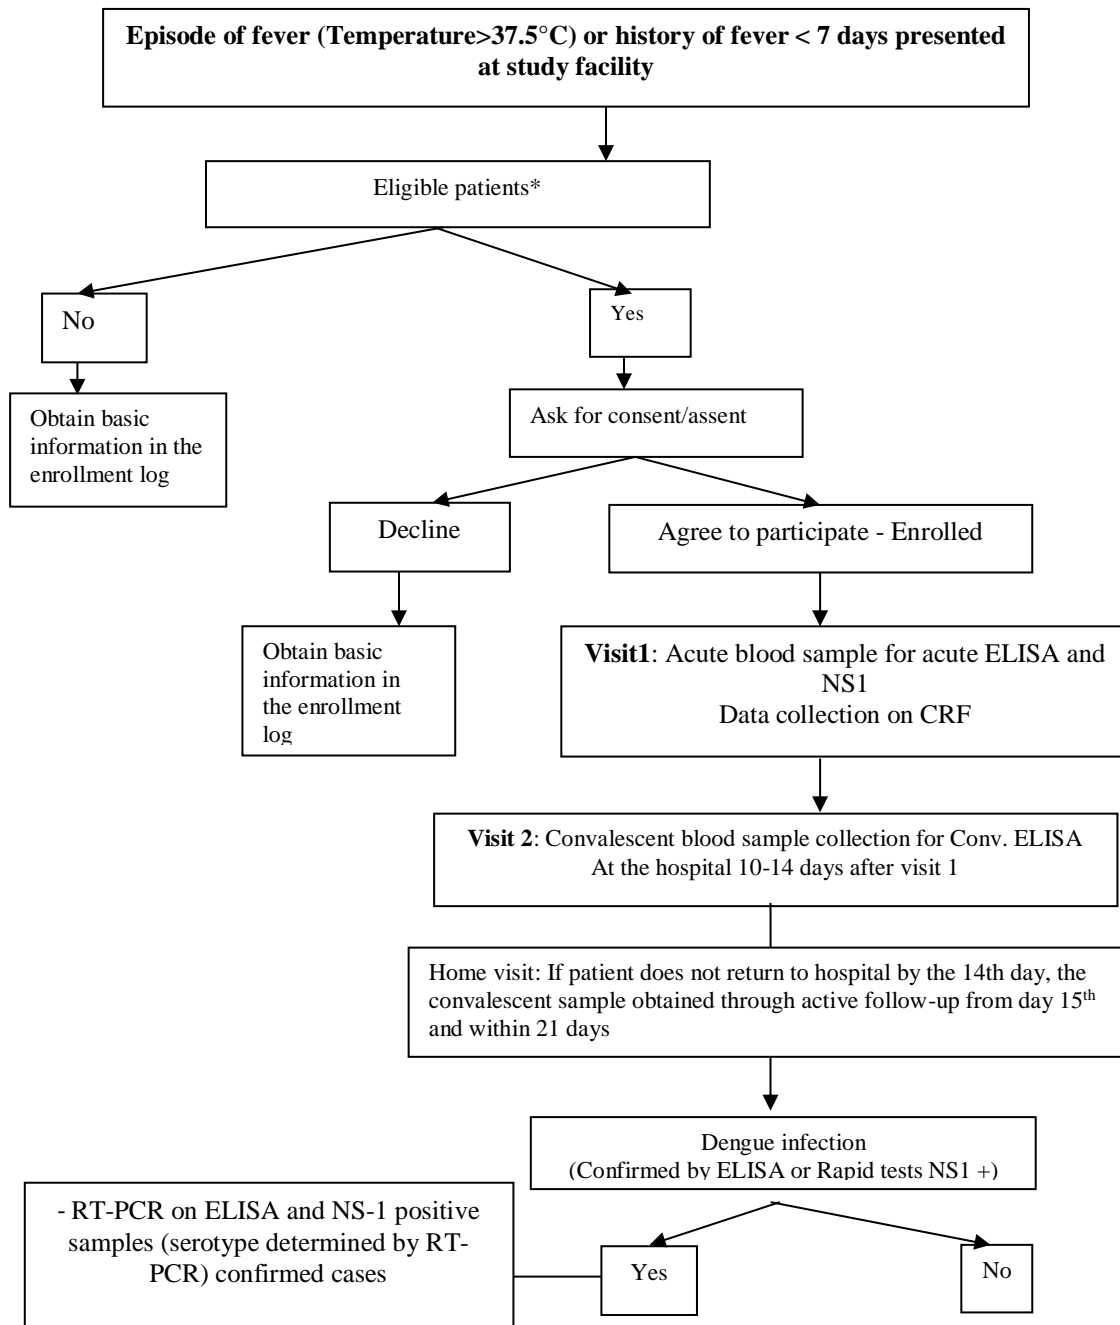 Episode of fever (Temperature>37.5°C) or history of fever < 7 days presented
at study facility
Eligible patients*
No
Yes
Obtain basic
information in the
enrollment log
Ask for consent/assent
Decline
Agree to participate - Enrolled
Obtain basic
information in
the enrollment
log
Visit1: Acute blood sample for acute ELISA and
NS1
Data collection on CRF
Visit 2: Convalescent blood sample collection for Conv. ELISA
At the hospital 10-14 days after visit 1
Home visit: If patient does not return to hospital by the 14th day, the
convalescent sample obtained through active follow-up from day 15th
and within 21 days
Dengue infection
(Confirmed by ELISA or Rapid tests NS1 +)
- RT-PCR on ELISA and NS-1 positive
samples (serotype determined by RT-
PCR) confirmed cases
Yes
No